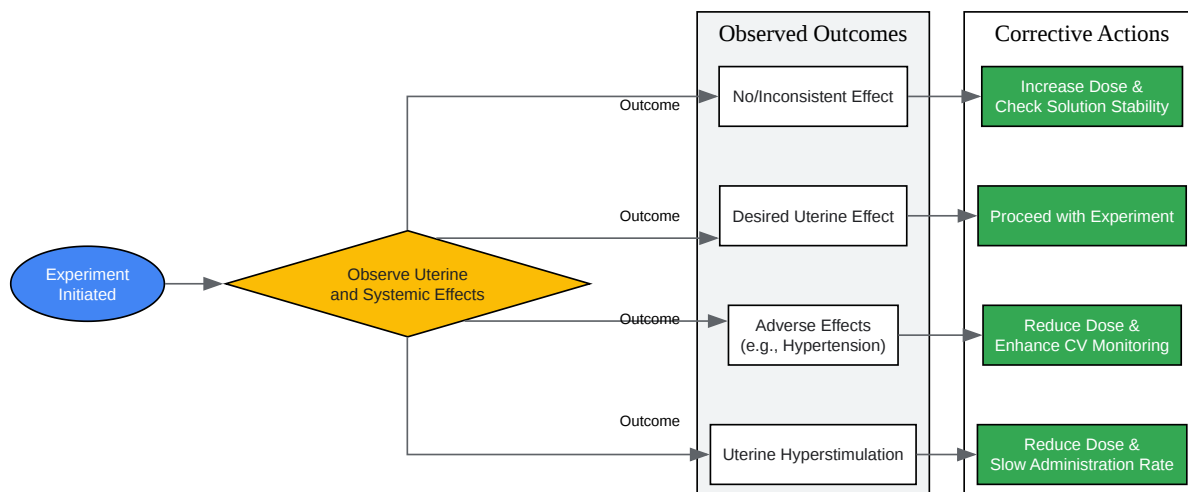 Observed Outcomes
Corrective Actions
Outcome
No/Inconsistent Effect
Increase Dose &
Check Solution Stability
Outcome
Desired Uterine Effect
Proceed with Experiment
Experiment
Initiated
Observe Uterine
and Systemic Effects
Outcome
Adverse Effects
(e.g., Hypertension)
Reduce Dose &
Enhance CV Monitoring
Outcome
Uterine Hyperstimulation
Reduce Dose &
Slow Administration Rate